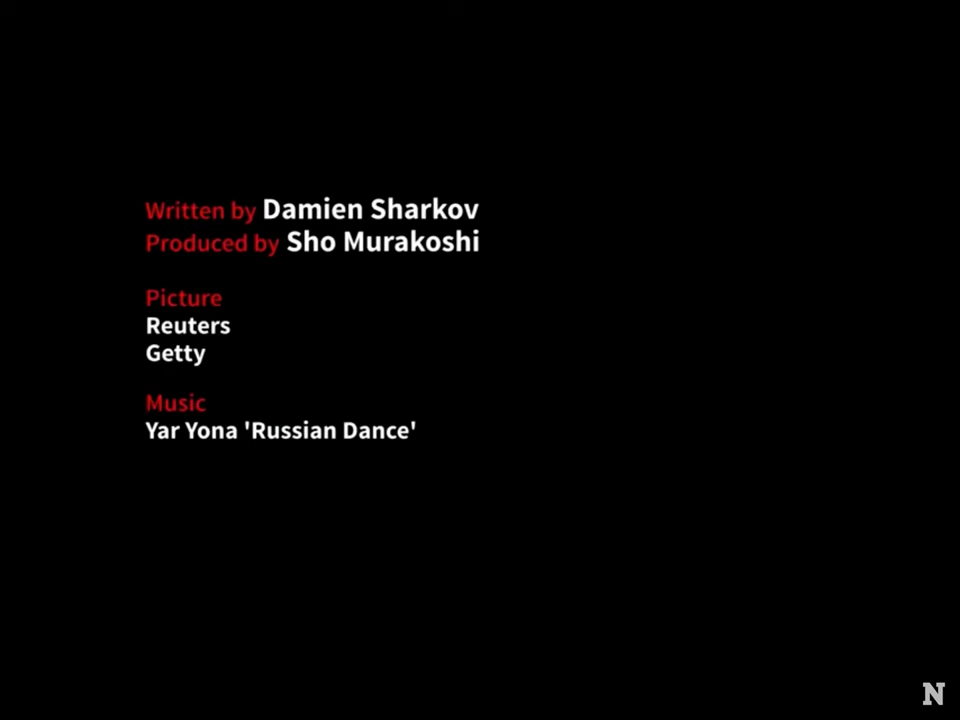 Written by Damien Sharkov
Produced by Sho Murakoshi
Picture
Reuters
Getty
Music
Yar Yona 'Russian Dance'
N